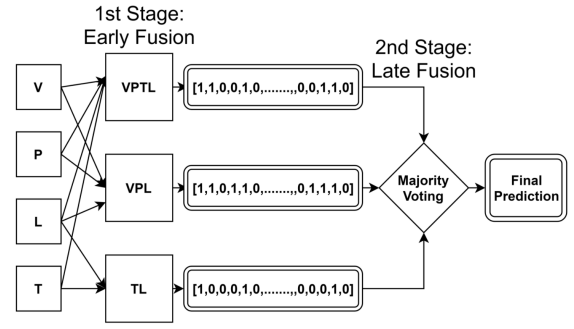 1st Stage:
Early Fusion
2nd Stage:
Late Fusion
V
P
L
T
VPTL
VPL
TL
[1,1,0,0,1,0,.......,,0,0,1,1,0]
[1,1,0,1,1,0,.......,,0,1,1,1,0]
[1,0,0,0,1,0,.......,,0,0,0,1,0]
Majority
Voting
Final
Prediction